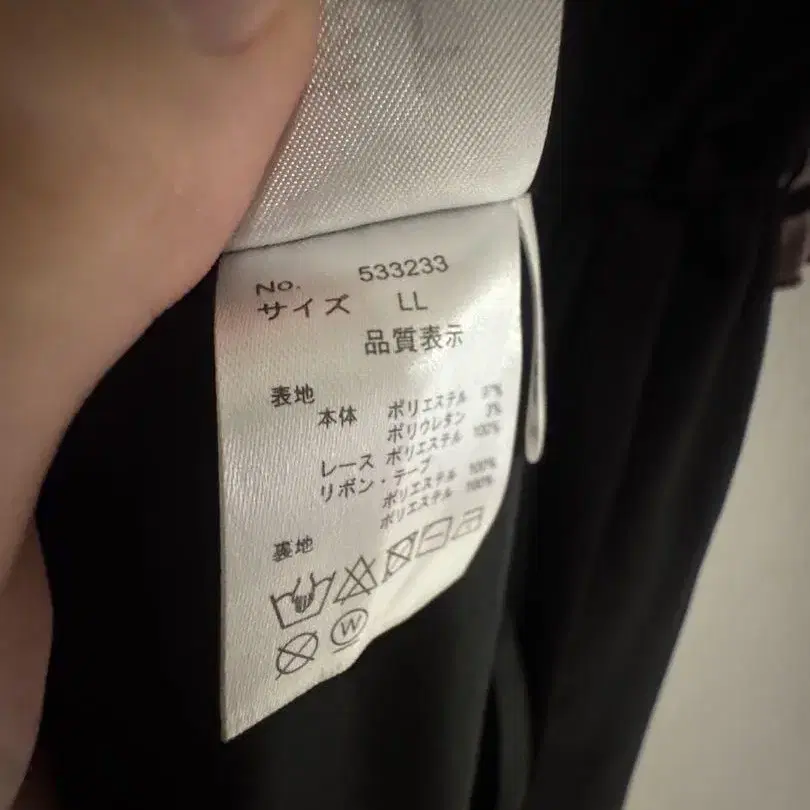 No. 533233
サイズ LL
品質表示
表地
本体 ポリエステル 97%
ポリウレタン 3%
レース ポリエステル 100%
リボン・テープ
ポリエステル 100%
裏地 ポリエステル 100%
W